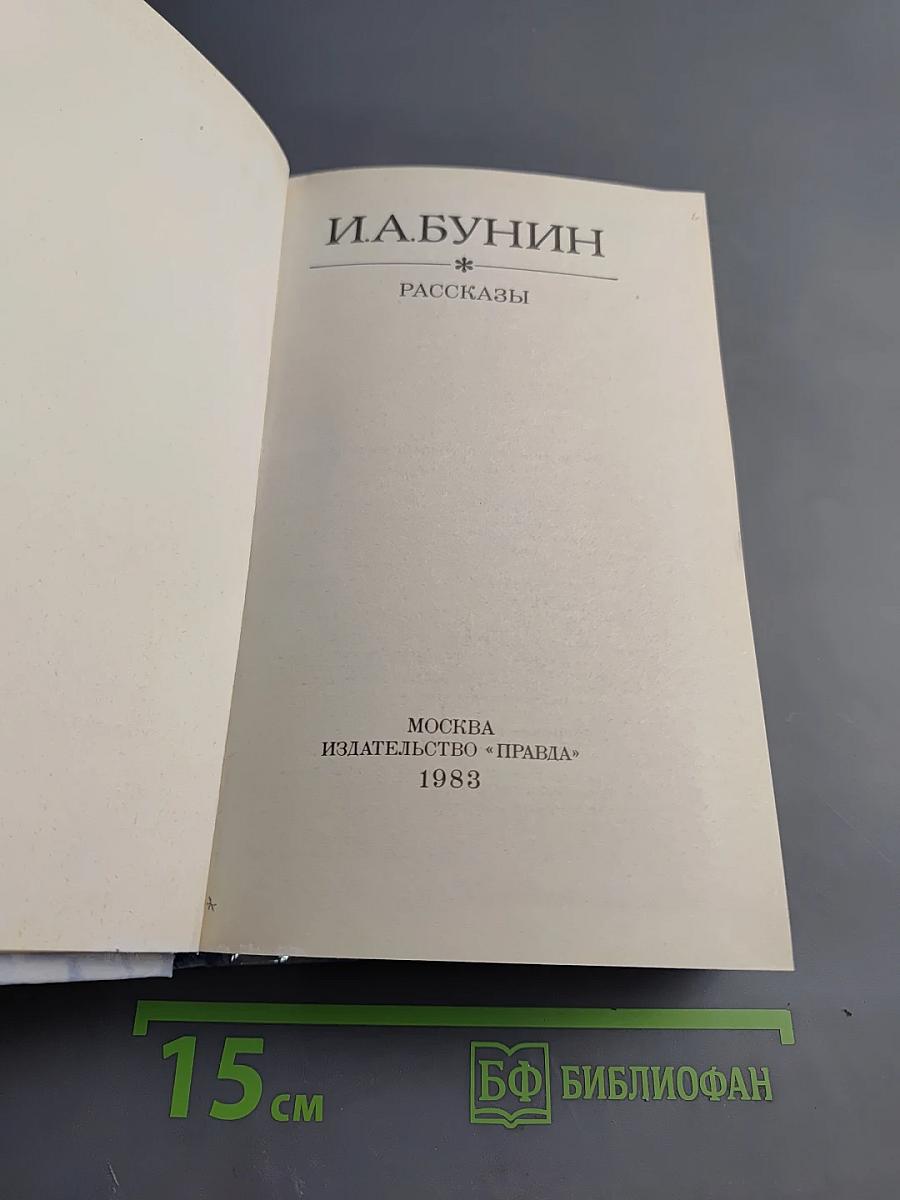 И.А.БУНИН
*
РАССКАЗЫ
МОСКВА
ИЗДАТЕЛЬСТВО «ПРАВДА»
1983
15 см
БФ БИБЛИОФАН